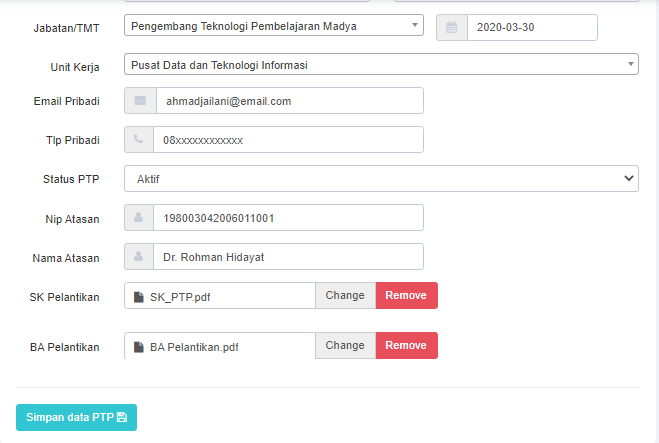 Jabatan/TMT Pengembang Teknologi Pembelajaran Madya 2020-03-30
Unit Kerja Pusat Data dan Teknologi Informasi
Email Pribadi ahmadjailani@email.com
Tlp Pribadi 08xxxxxxxxxxxx
Status PTP Aktif
Nip Atasan 198003042006011001
Nama Atasan Dr. Rohman Hidayat
SK Pelantikan SK_PTP.pdf Change Remove
BA Pelantikan BA Pelantikan.pdf Change Remove
Simpan data PTP